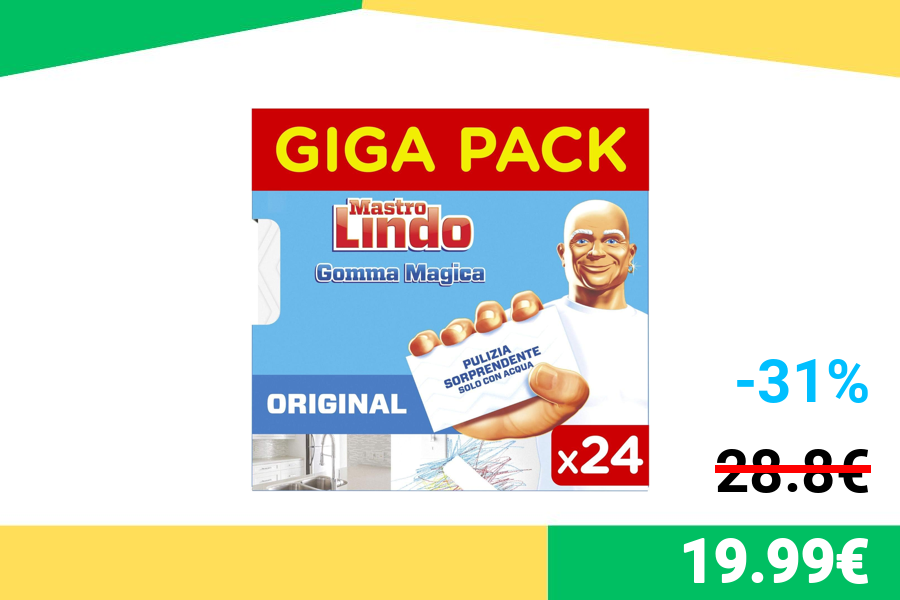 GIGA PACK
Mastro
Lindo
Gomma Magica
PULIZIA
SORPRENDENTE
SOLO CON ACQUA
ORIGINAL
x24
-31%
28.8€
19.99€